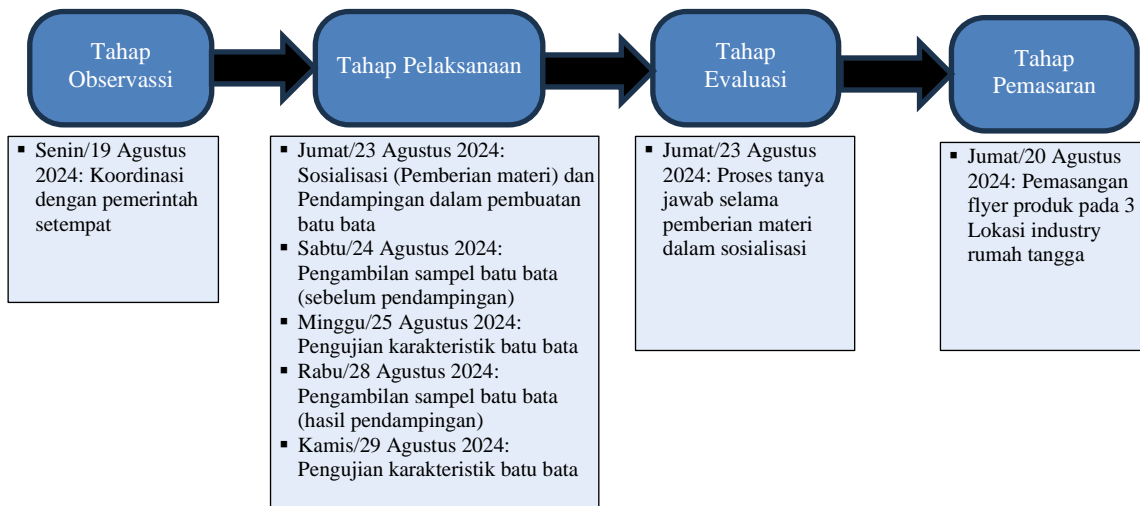 Tahap
Observassi
Tahap Pelaksanaan
Tahap
Evaluasi
Tahap
Pemasaran
▪ Senin/19 Agustus
2024: Koordinasi
dengan pemerintah
setempat
▪ Jumat/23 Agustus 2024:
Sosialisasi (Pemberian materi) dan
Pendampingan dalam pembuatan
batu bata
▪ Sabtu/24 Agustus 2024:
Pengambilan sampel batu bata
(sebelum pendampingan)
▪ Minggu/25 Agustus 2024:
Pengujian karakteristik batu bata
▪ Rabu/28 Agustus 2024:
Pengambilan sampel batu bata
(hasil pendampingan)
▪ Kamis/29 Agustus 2024:
Pengujian karakteristik batu bata
▪ Jumat/23 Agustus
2024: Proses tanya
jawab selama
pemberian materi
dalam sosialisasi
▪ Jumat/20 Agustus
2024: Pemasangan
flyer produk pada 3
Lokasi industry
rumah tangga